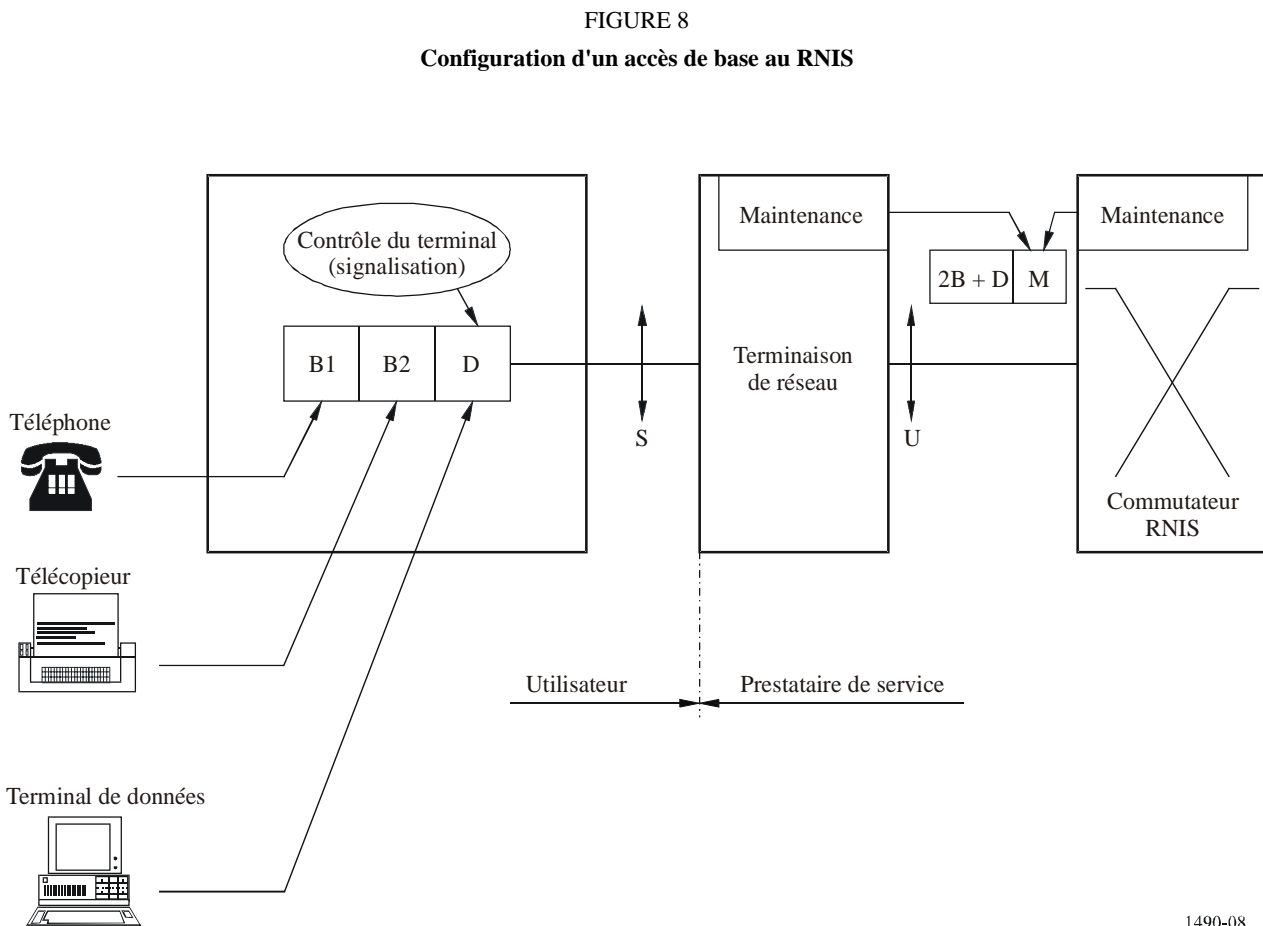 FIGURE 8
Configuration d'un accès de base au RNIS
Maintenance
Maintenance
Contrôle du terminal
(signalisation)
2B + D
M
B1
B2
D
Terminaison
de réseau
Téléphone
S
U
Commutateur
RNIS
Télécopieur
Utilisateur
Prestataire de service
Terminal de données
1490-08